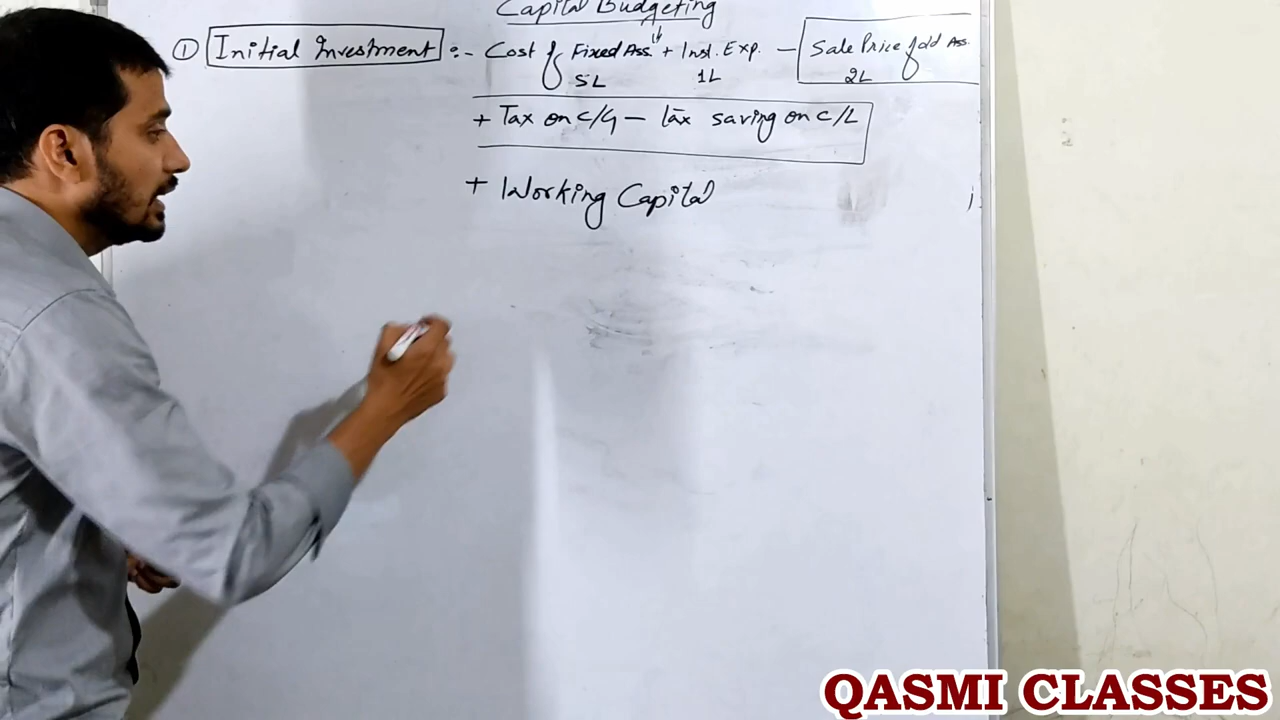 Capital Budgeting
① Initial Investment :- Cost of Fixed Ass. + Inst. Exp. - Sale Price of old Ass.
5L 1L 2L
+ Tax on C/G - Tax saving on C/L
+ Working Capital
QASMI CLASSES